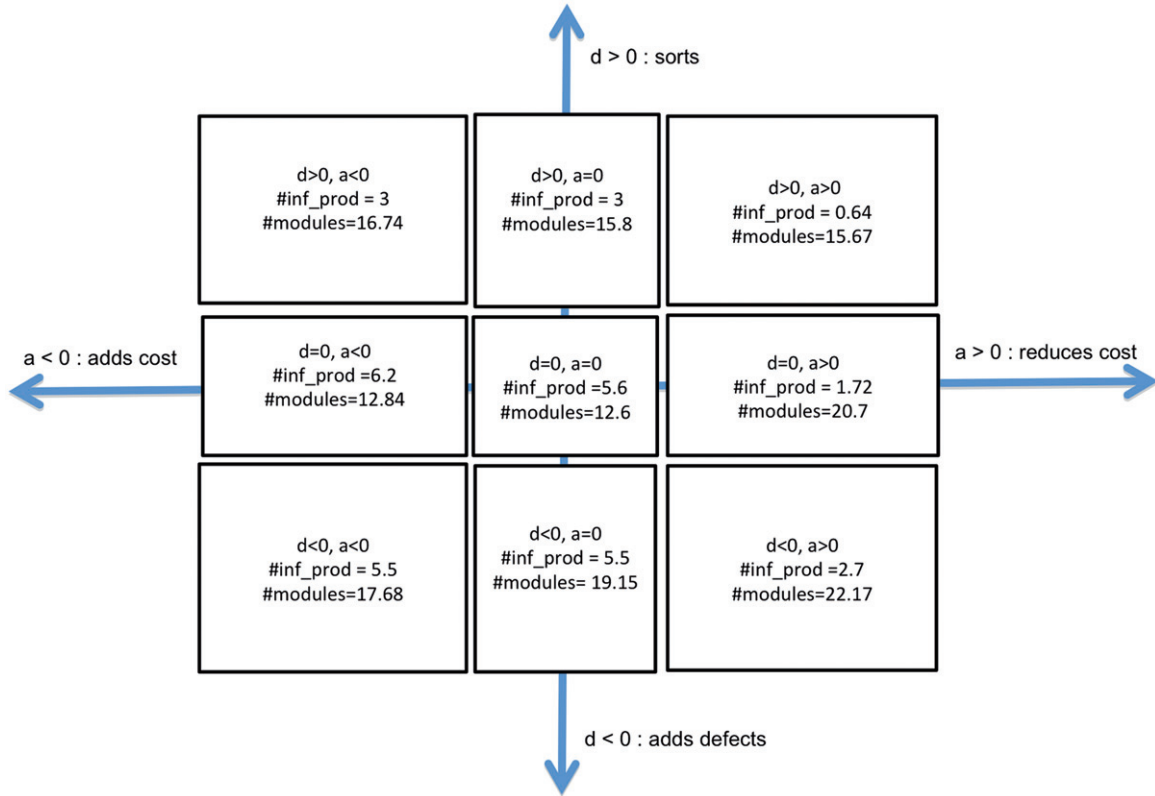 d > 0 : sorts
d>0, a<0
#inf_prod = 3
#modules=16.74
d>0, a=0
#inf_prod = 3
#modules=15.8
d>0, a>0
#inf_prod = 0.64
#modules=15.67
a < 0 : adds cost
d=0, a<0
#inf_prod =6.2
#modules=12.84
d=0, a=0
#inf_prod =5.6
#modules=12.6
d=0, a>0
#inf_prod = 1.72
#modules=20.7
a > 0 : reduces cost
d<0, a<0
#inf_prod = 5.5
#modules=17.68
d<0, a=0
#inf_prod = 5.5
#modules= 19.15
d<0, a>0
#inf_prod =2.7
#modules=22.17
d < 0 : adds defects